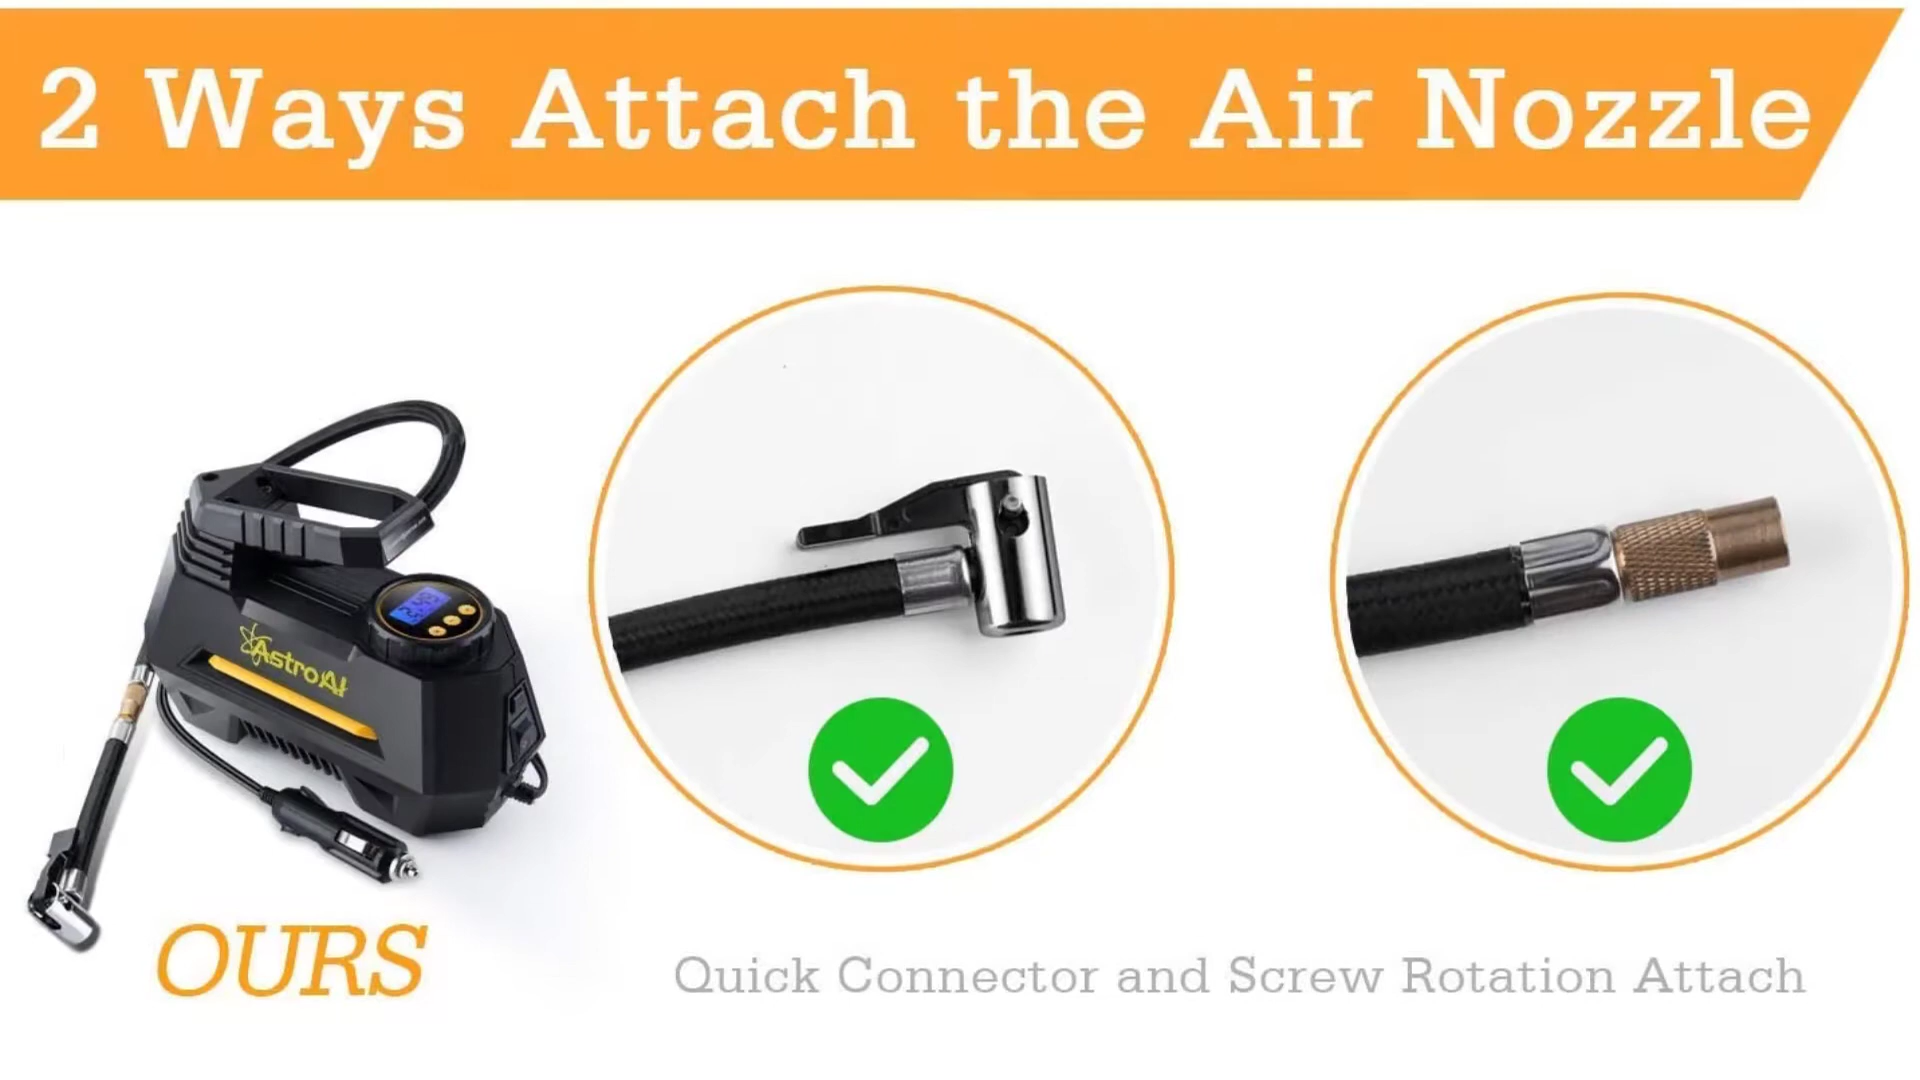 2 Ways Attach the Air Nozzle
AstroAI
OURS
Quick Connector and Screw Rotation Attach